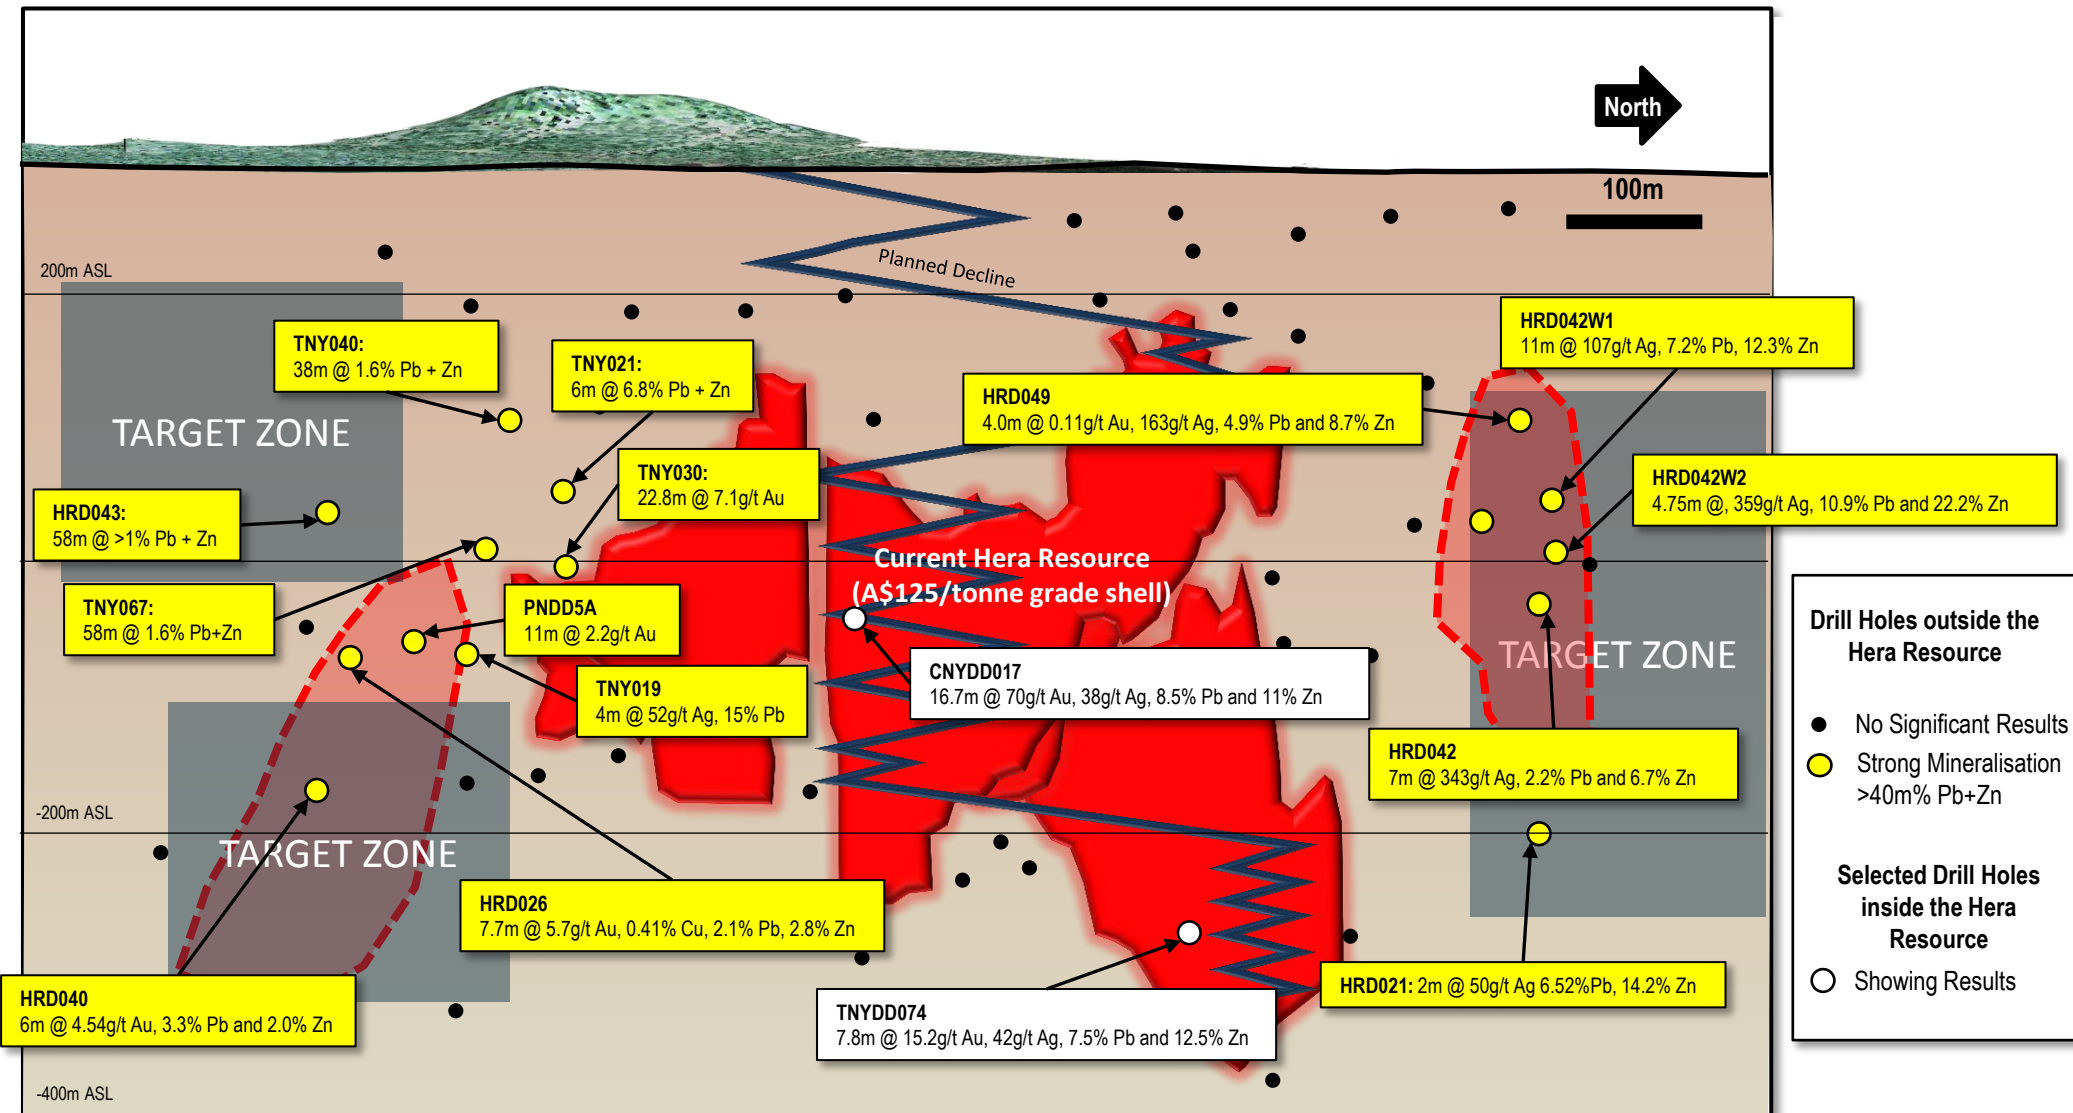 North
100m
200m ASL
Planned Decline
HRD042W1
11m @ 107g/t Ag, 7.2% Pb, 12.3% Zn
TNY040:
38m @ 1.6% Pb + Zn
TNY021:
6m @ 6.8% Pb + Zn
HRD049
4.0m @ 0.11g/t Au, 163g/t Ag, 4.9% Pb and 8.7% Zn
TARGET ZONE
TNY030:
22.8m @ 7.1g/t Au
HRD042W2
4.75m @, 359g/t Ag, 10.9% Pb and 22.2% Zn
HRD043:
58m @ >1% Pb + Zn
Current Hera Resource
(A$125/tonne grade shell)
TNY067:
58m @ 1.6% Pb+Zn
PNDD5A
11m @ 2.2g/t Au
TARGET ZONE
CNYDD017
16.7m @ 70g/t Au, 38g/t Ag, 8.5% Pb and 11% Zn
TNY019
4m @ 52g/t Ag, 15% Pb
HRD042
7m @ 343g/t Ag, 2.2% Pb and 6.7% Zn
-200m ASL
TARGET ZONE
HRD026
7.7m @ 5.7g/t Au, 0.41% Cu, 2.1% Pb, 2.8% Zn
HRD021: 2m @ 50g/t Ag 6.52%Pb, 14.2% Zn
HRD040
6m @ 4.54g/t Au, 3.3% Pb and 2.0% Zn
TNYDD074
7.8m @ 15.2g/t Au, 42g/t Ag, 7.5% Pb and 12.5% Zn
-400m ASL
Drill Holes outside the
Hera Resource
No Significant Results
Strong Mineralisation
>40m% Pb+Zn
Selected Drill Holes
inside the Hera
Resource
Showing Results